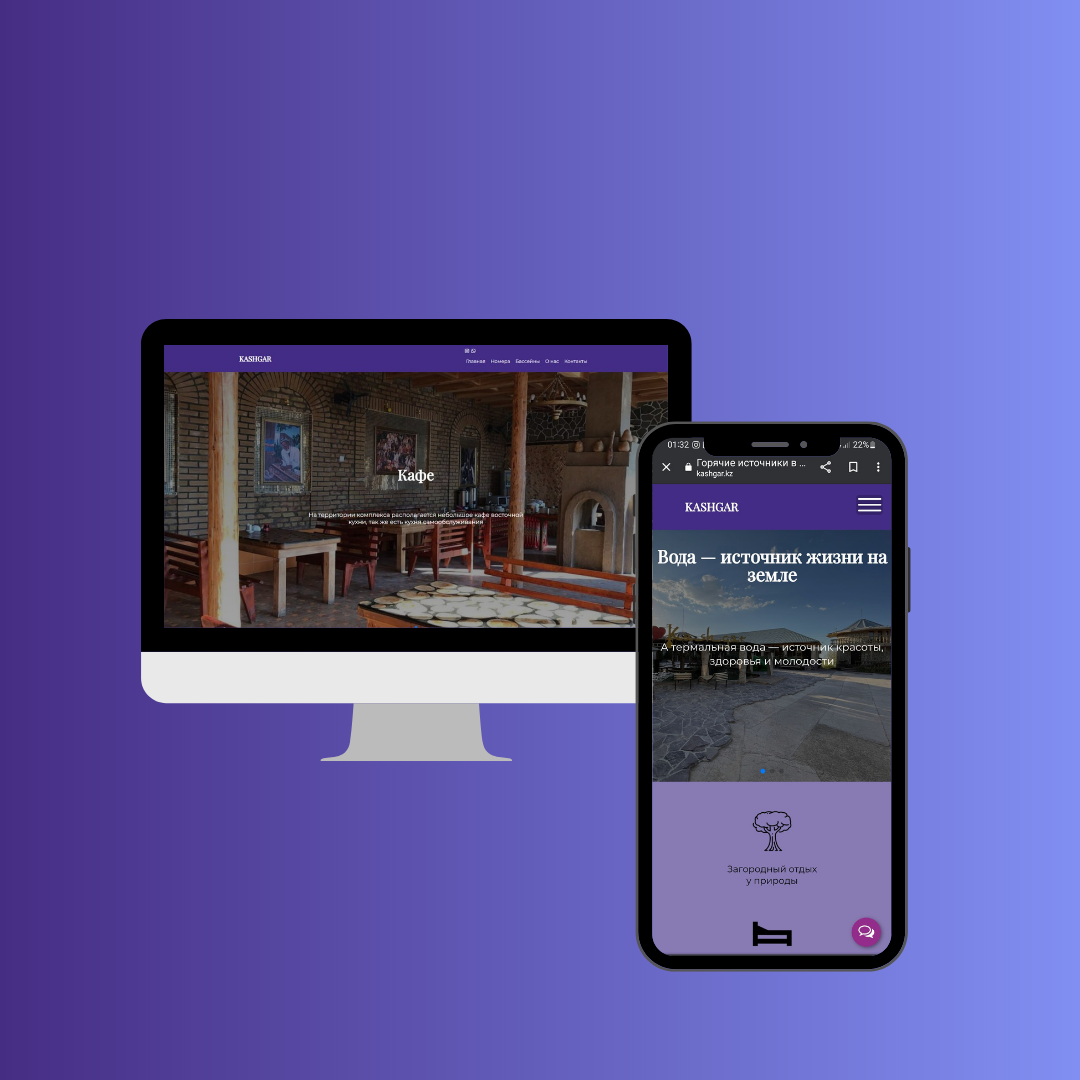 KASHGAR
Главная Номера Бассейны О нас Контакты
Кафе
На территории комплекса располагается небольшое кафе восточной
кухни, так же есть кухня самообслуживания
01:32
22%
Горячие источники в ...
kashgar.kz
KASHGAR
Вода — источник жизни на
земле
А термальная вода — источник красоты,
здоровья и молодости
Загородный отдых
у природы